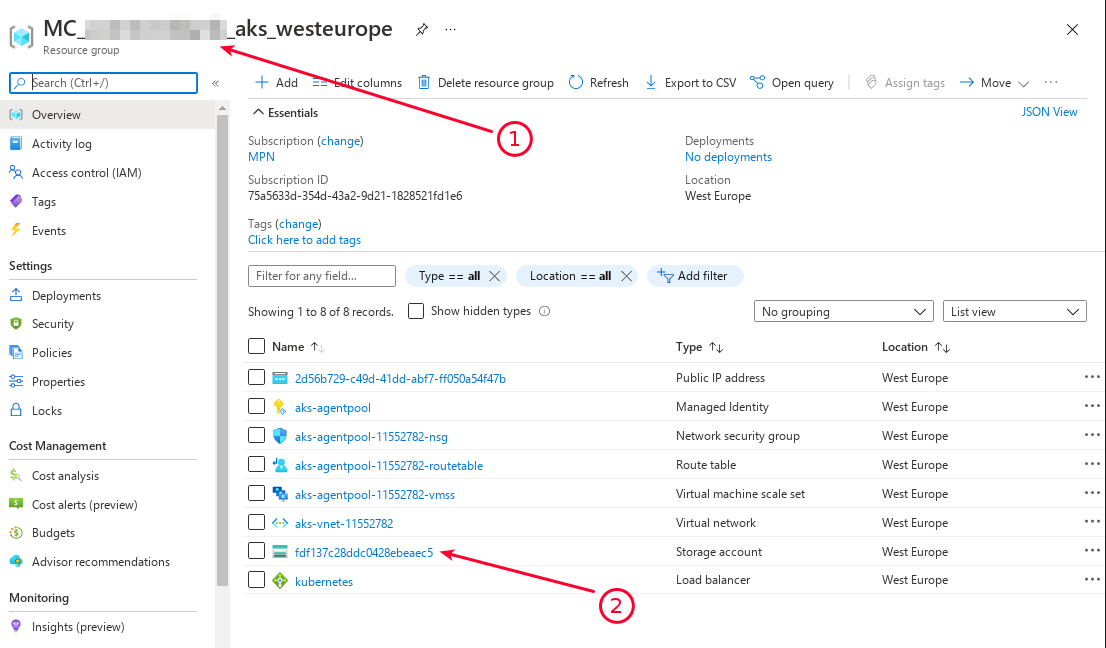 MC_ _aks_westeurope ...
Resource group
Search (Ctrl+/) «
Overview
Activity log
Access control (IAM)
Tags
Events
Settings
Deployments
Security
Policies
Properties
Locks
Cost Management
Cost analysis
Cost alerts (preview)
Budgets
Advisor recommendations
Monitoring
Insights (preview)
Add Edit columns Delete resource group Refresh Export to CSV Open query Assign tags Move ...
Essentials JSON View
1
Subscription (change) Deployments
MPN No deployments
Subscription ID Location
75a5633d-354d-43a2-9d21-1828521fd1e6 West Europe
Tags (change)
Click here to add tags
Filter for any field... Type == all Location == all Add filter
Showing 1 to 8 of 8 records. Show hidden types No grouping List view
Name Type Location
2d56b729-c49d-41dd-abf7-ff050a54f47b Public IP address West Europe ...
aks-agentpool Managed Identity West Europe ...
aks-agentpool-11552782-nsg Network security group West Europe ...
aks-agentpool-11552782-routetable Route table West Europe ...
aks-agentpool-11552782-vmss Virtual machine scale set West Europe ...
aks-vnet-11552782 Virtual network West Europe ...
fdf137c28ddc0428ebeaec5 Storage account West Europe ...
kubernetes Load balancer West Europe ...
2